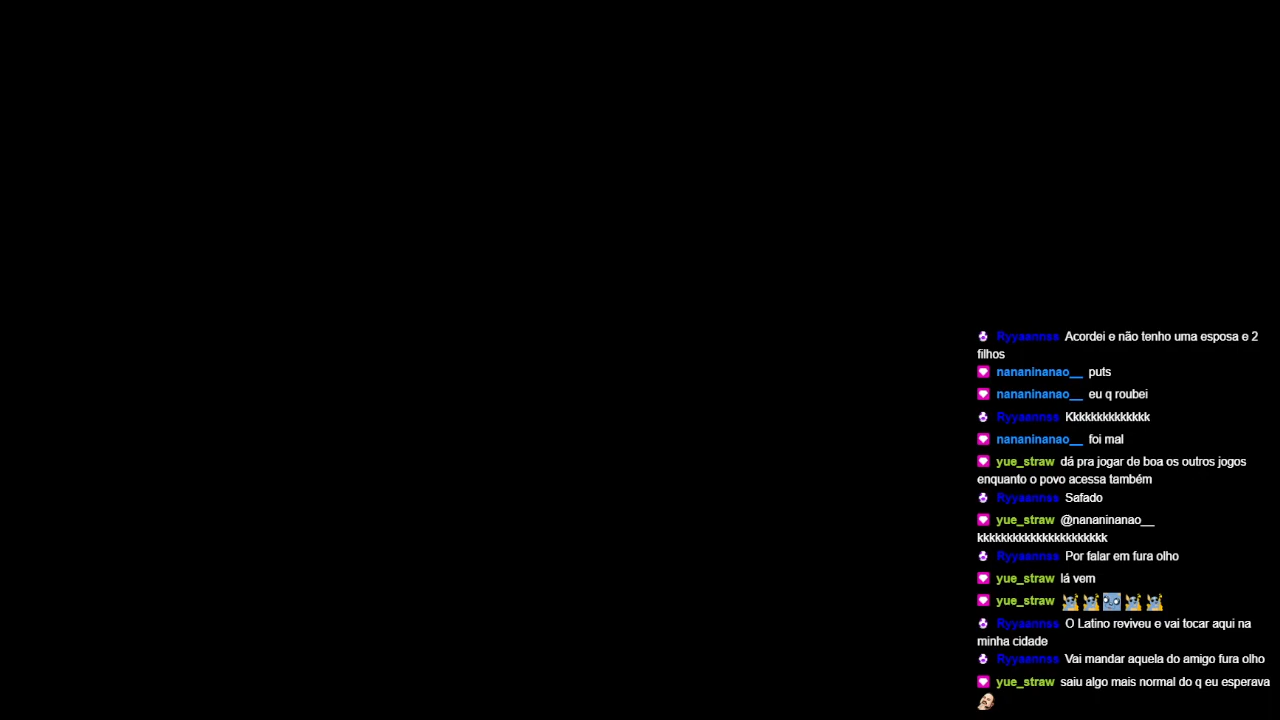 Ryyaannss Acordei e não tenho uma esposa e 2
filhos
nananinanao__ puts
nananinanao__ eu q roubei
Ryyaannss Kkkkkkkkkkkkkk
nananinanao__ foi mal
yue_straw dá pra jogar de boa os outros jogos
enquanto o povo acessa também
Ryyaannss Safado
yue_straw @nananinanao__
kkkkkkkkkkkkkkkkkkkkkk
Ryyaannss Por falar em fura olho
yue_straw lá vem
yue_straw
Ryyaannss O Latino reviveu e vai tocar aqui na
minha cidade
Ryyaannss Vai mandar aquela do amigo fura olho
yue_straw saiu algo mais normal do q eu esperava